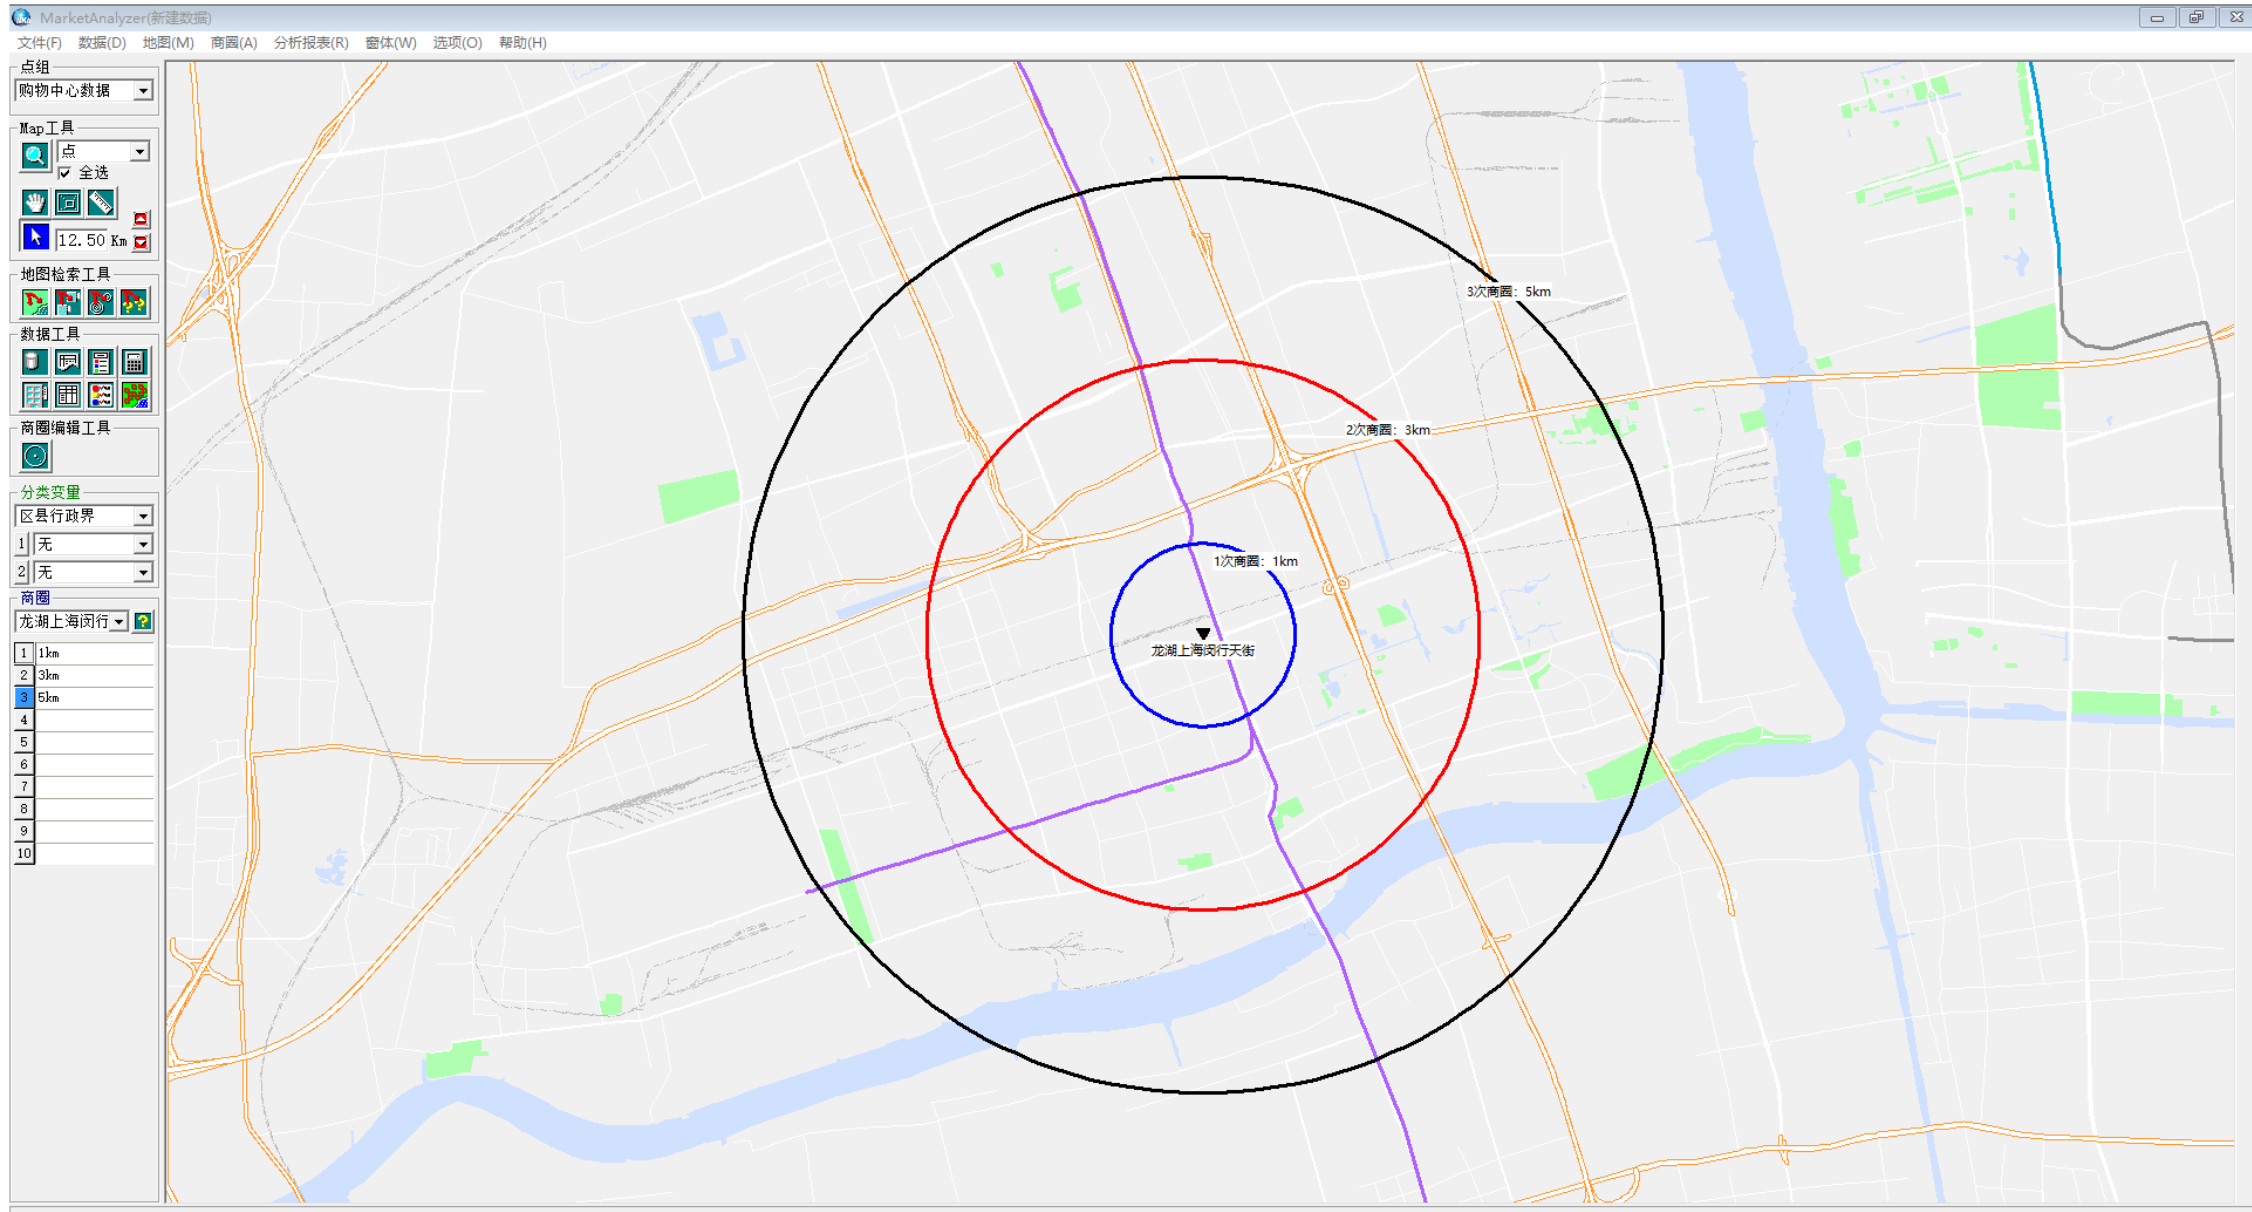 MarketAnalyzer(新建数据)
文件(F) 数据(D) 地图(M) 商圈(A) 分析报表(R) 窗体(W) 选项(O) 帮助(H)
点组
购物中心数据
Map工具
点
全选
12.50 Km
地图检索工具
数据工具
商圈编辑工具
分类变量
区县行政界
1 无
2 无
商圈
龙湖上海闵行
1 1km
2 3km
3 5km
4
5
6
7
8
9
10
3次商圈：5km
2次商圈：3km
1次商圈：1km
龙湖上海闵行天街